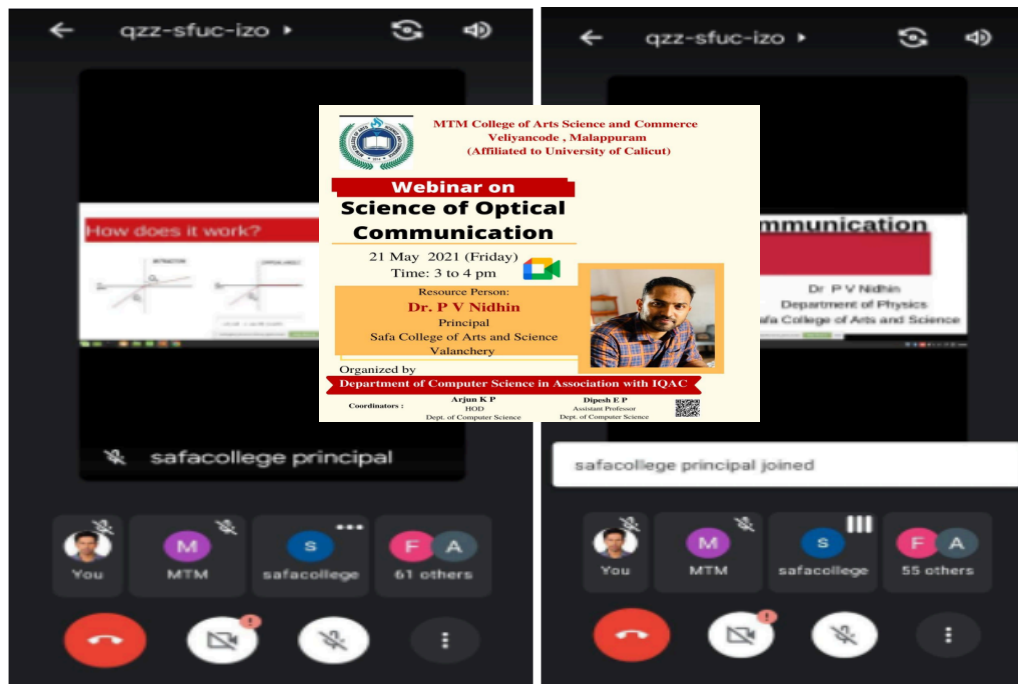 qzz-sfuc-izo
How does it work?
safacollege principal
You
MTM
safacollege
61 others
M
S
F
A
MTM College of Arts Science and Commerce
Veliyancode , Malappuram
(Affiliated to University of Calicut)
Webinar on
Science of Optical
Communication
21 May 2021 (Friday)
Time: 3 to 4 pm
Resource Person:
Dr. P V Nidhin
Principal
Safa College of Arts and Science
Valanchery
Organized by
Department of Computer Science in Association with IQAC
Coordinators :
Arjun K P
HOD
Dept. of Computer Science
Dipesh E P
Assistant Professor
Dept. of Computer Science
qzz-sfuc-izo
mmunication
Dr P V Nidhin
Department of Physics
afa College of Arts and Science
safacollege principal joined
M
S
F
A
You
MTM
safacollege
55 others